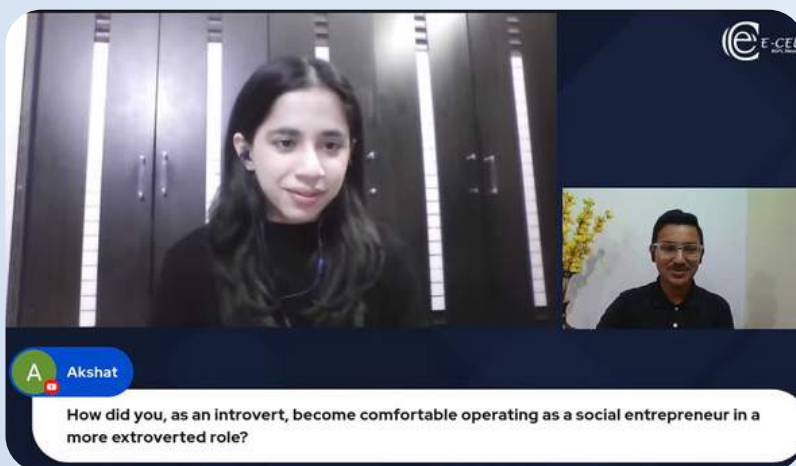 E-CEL
A
Akshat
How did you, as an introvert, become comfortable operating as a social entrepreneur in a
more extroverted role?